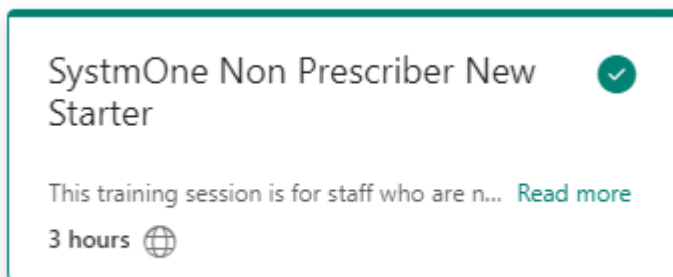 SystmOne Non Prescriber New
Starter
This training session is for staff who are n... Read more
3 hours